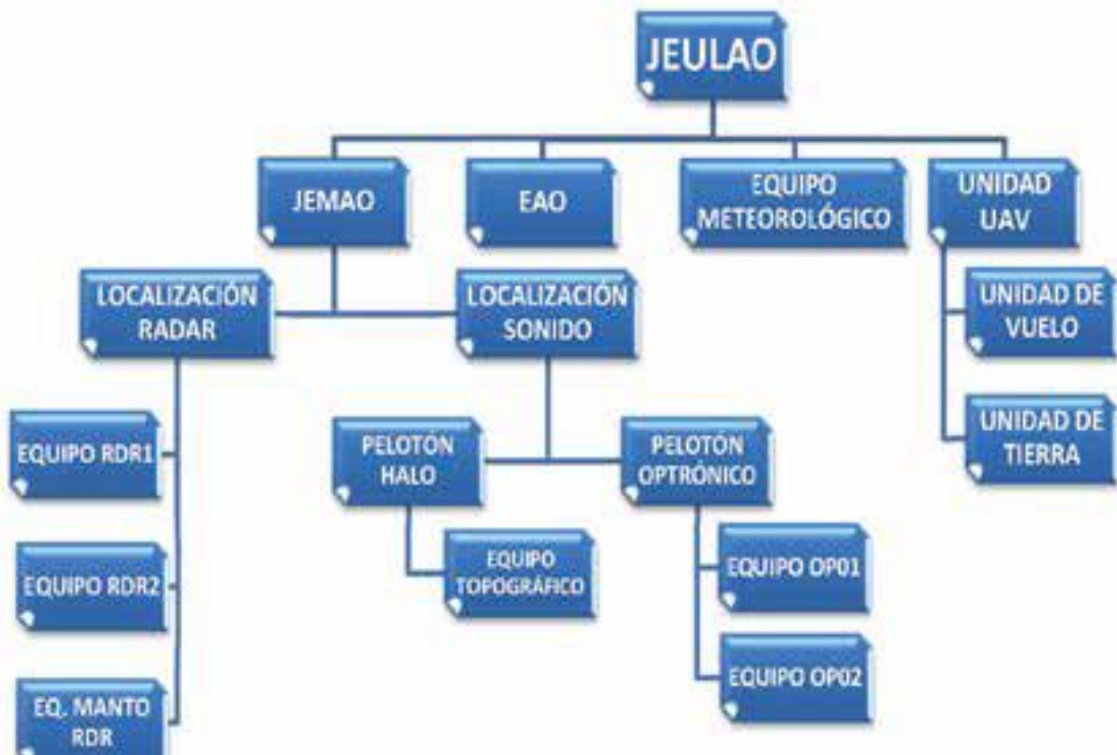 JEULAO
JEMAO
EAO
EQUIPO
METEOROLÓGICO
UNIDAD
UAV
LOCALIZACIÓN
RADAR
LOCALIZACIÓN
SONIDO
UNIDAD DE
VUELO
UNIDAD DE
TIERRA
EQUIPO RDR1
PELOTÓN
HALO
PELOTÓN
OPTRÓNICO
EQUIPO RDR2
EQUIPO
TOPOGRÁFICO
EQUIPO OP01
EQ. MANTO
RDR
EQUIPO OP02